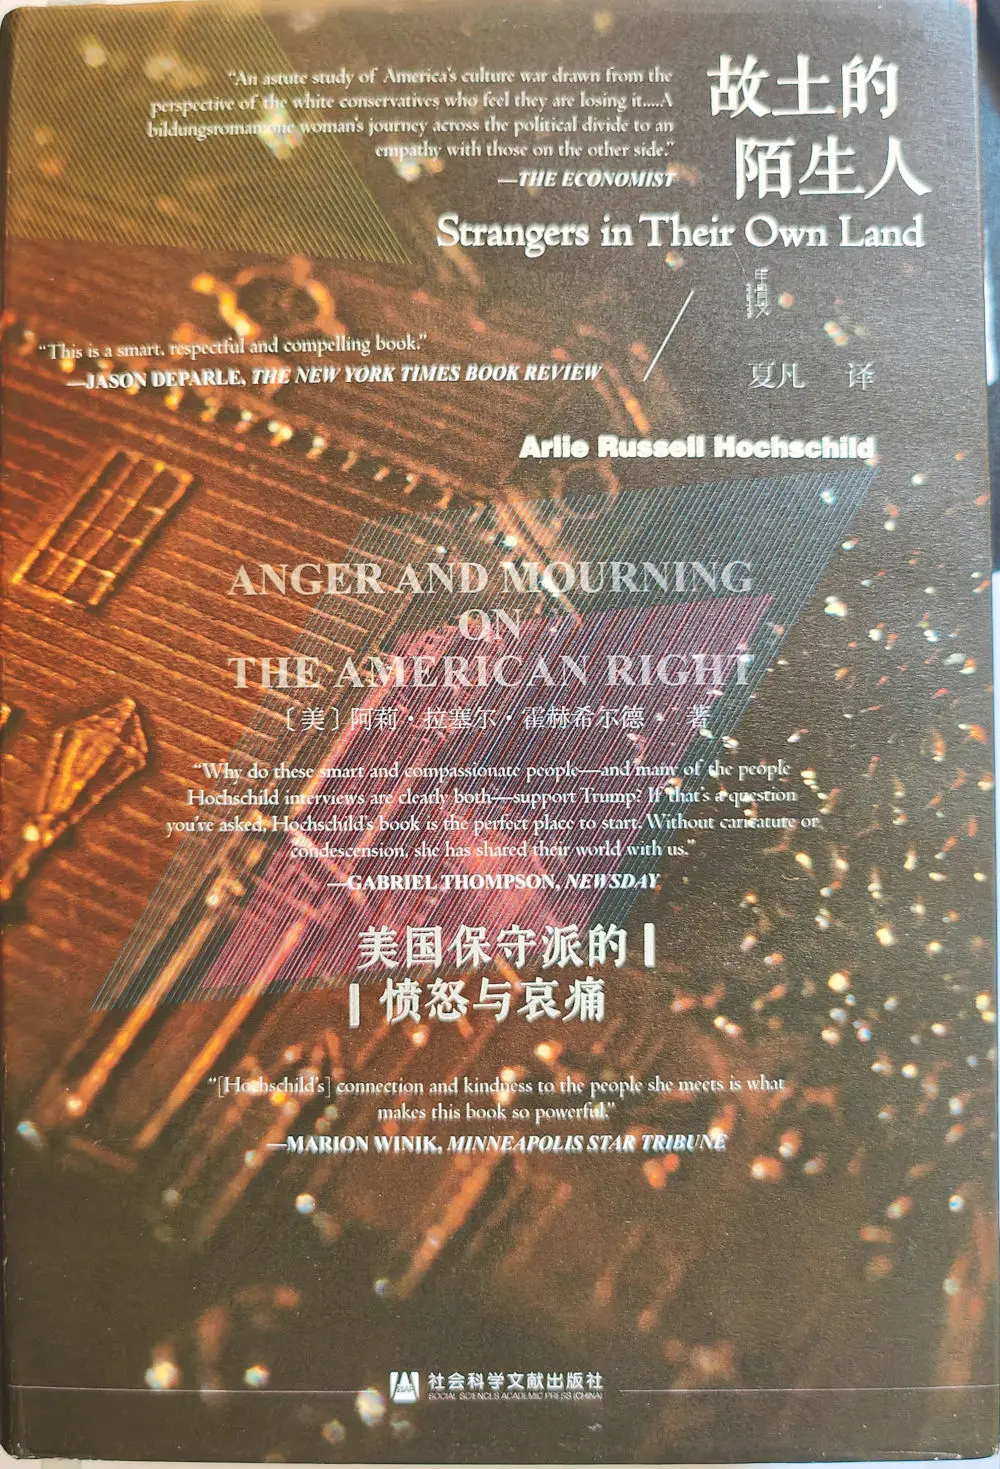 “An astute study of America's culture war drawn from the
perspective of the white conservatives who feel they are losing it....A
bildungsroman one woman's journey across the political divide to an
empathy with those on the other side.”
—THE ECONOMIST
故土的
陌生人
Strangers in Their Own Land
“This is a smart, respectful and compelling book.”
—JASON DEPARLE, THE NEW YORK TIMES BOOK REVIEW
夏凡 译
Arlie Russell Hochschild
ANGER AND MOURNING
ON
THE AMERICAN RIGHT
〔美〕阿莉·拉塞尔·霍赫希尔德 著
“Why do these smart and compassionate people—and many of the people
Hochschild interviews are clearly both—support Trump? If that's a question
you've asked, Hochschild's book is the perfect place to start. Without caricature or
condescension, she has shared their world with us.”
—GABRIEL THOMPSON, NEWSDAY
美国保守派的
愤怒与哀痛
“[Hochschild's] connection and kindness to the people she meets is what
makes this book so powerful.”
—MARION WINIK, MINNEAPOLIS STAR TRIBUNE
社会科学文献出版社
SOCIAL SCIENCES ACADEMIC PRESS (CHINA)